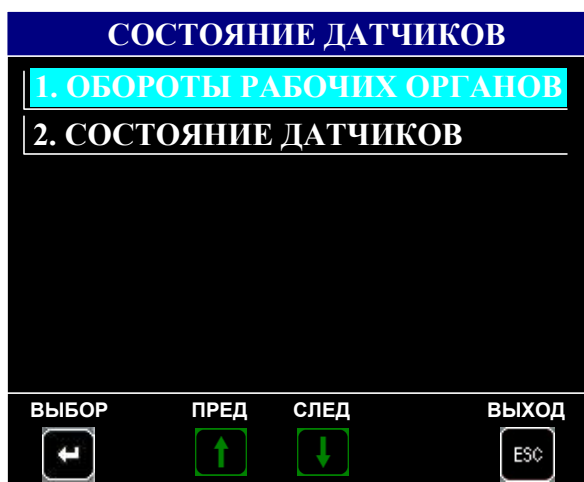 СОСТОЯНИЕ ДАТЧИКОВ
1. ОБОРОТЫ РАБОЧИХ ОРГАНОВ
2. СОСТОЯНИЕ ДАТЧИКОВ
ВЫБОР ПРЕД СЛЕД ВЫХОД
ESC